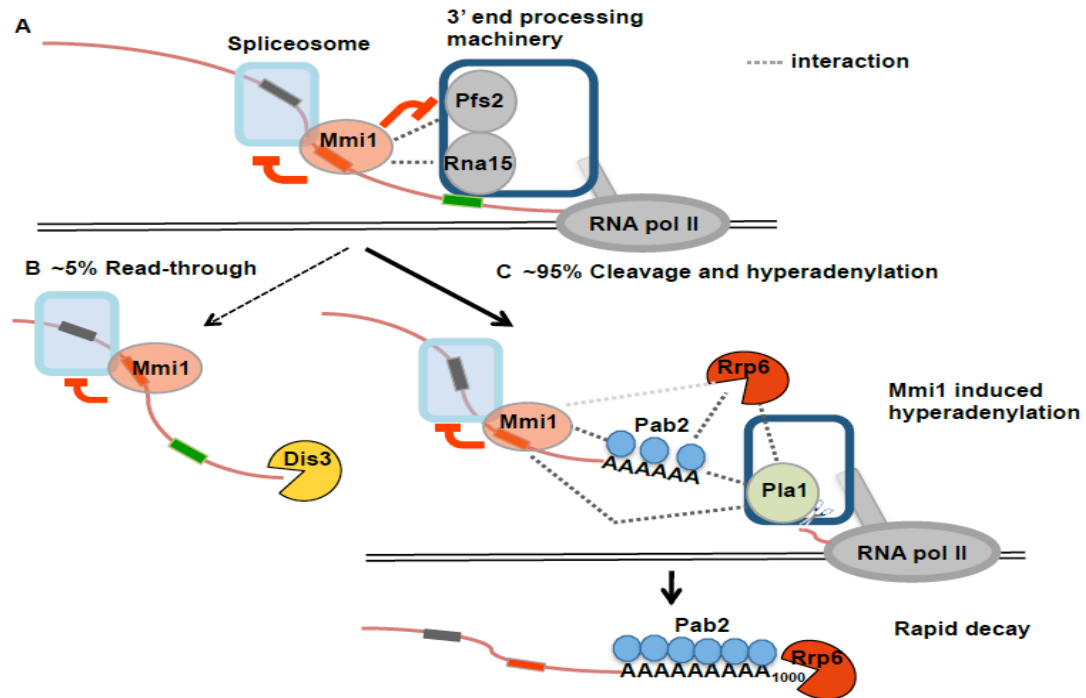 A
3' end processing
machinery
Spliceosome
interaction
Pfs2
Mmi1
Rna15
RNA pol II
B ~5% Read-through
C ~95% Cleavage and hyperadenylation
Mmi1
Rrp6
Mmi1 induced
hyperadenylation
Mmi1
Pab2
Dis3
AAAAAA
Pla1
RNA pol II
Pab2
Rapid decay
Rrp6
AAAAAAAAA1000